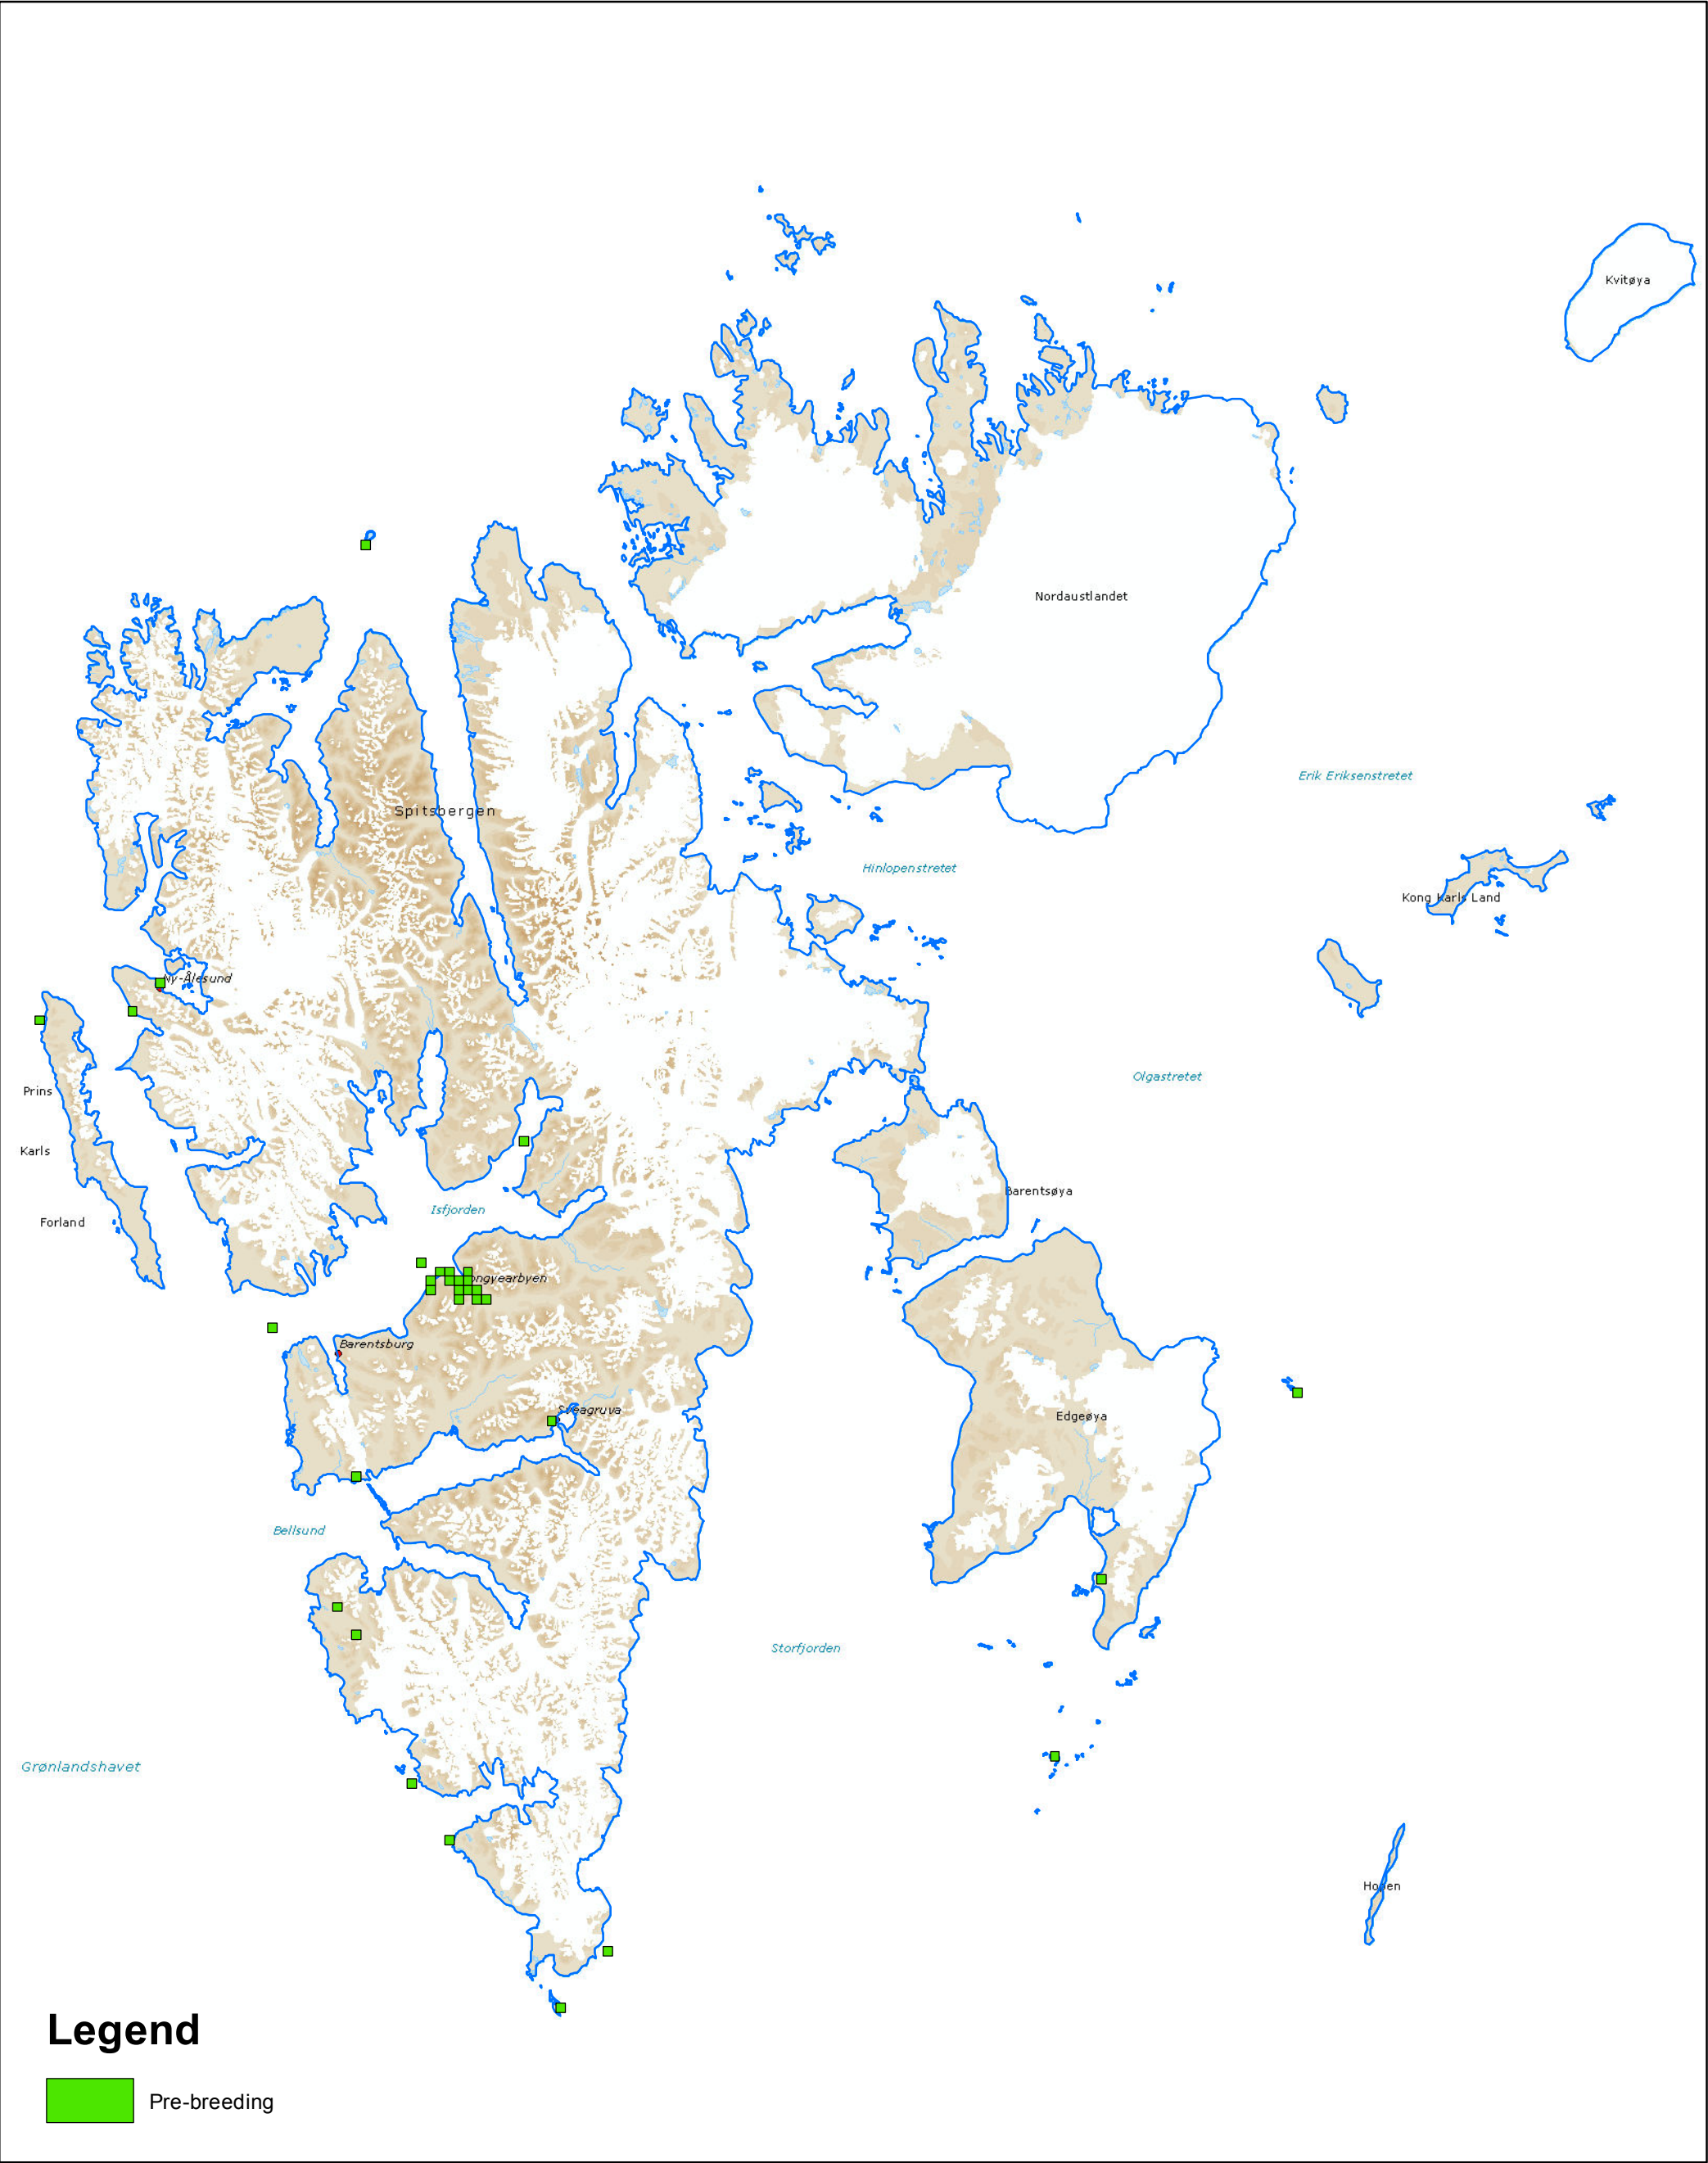 Kvitøya
Nordaustlandet
Erik Eriksenstretet
Spitsbergen
Hinlopenstretet
Kong Karls Land
Ny-Ålesund
Olgastretet
Prins
Karls
Forland
Barentsøya
Isfjorden
ongyearbyen
Barentsburg
Sveagruva
Edgeøya
Bellsund
Storfjorden
Grønlandshavet
Hopen
Legend
Pre-breeding